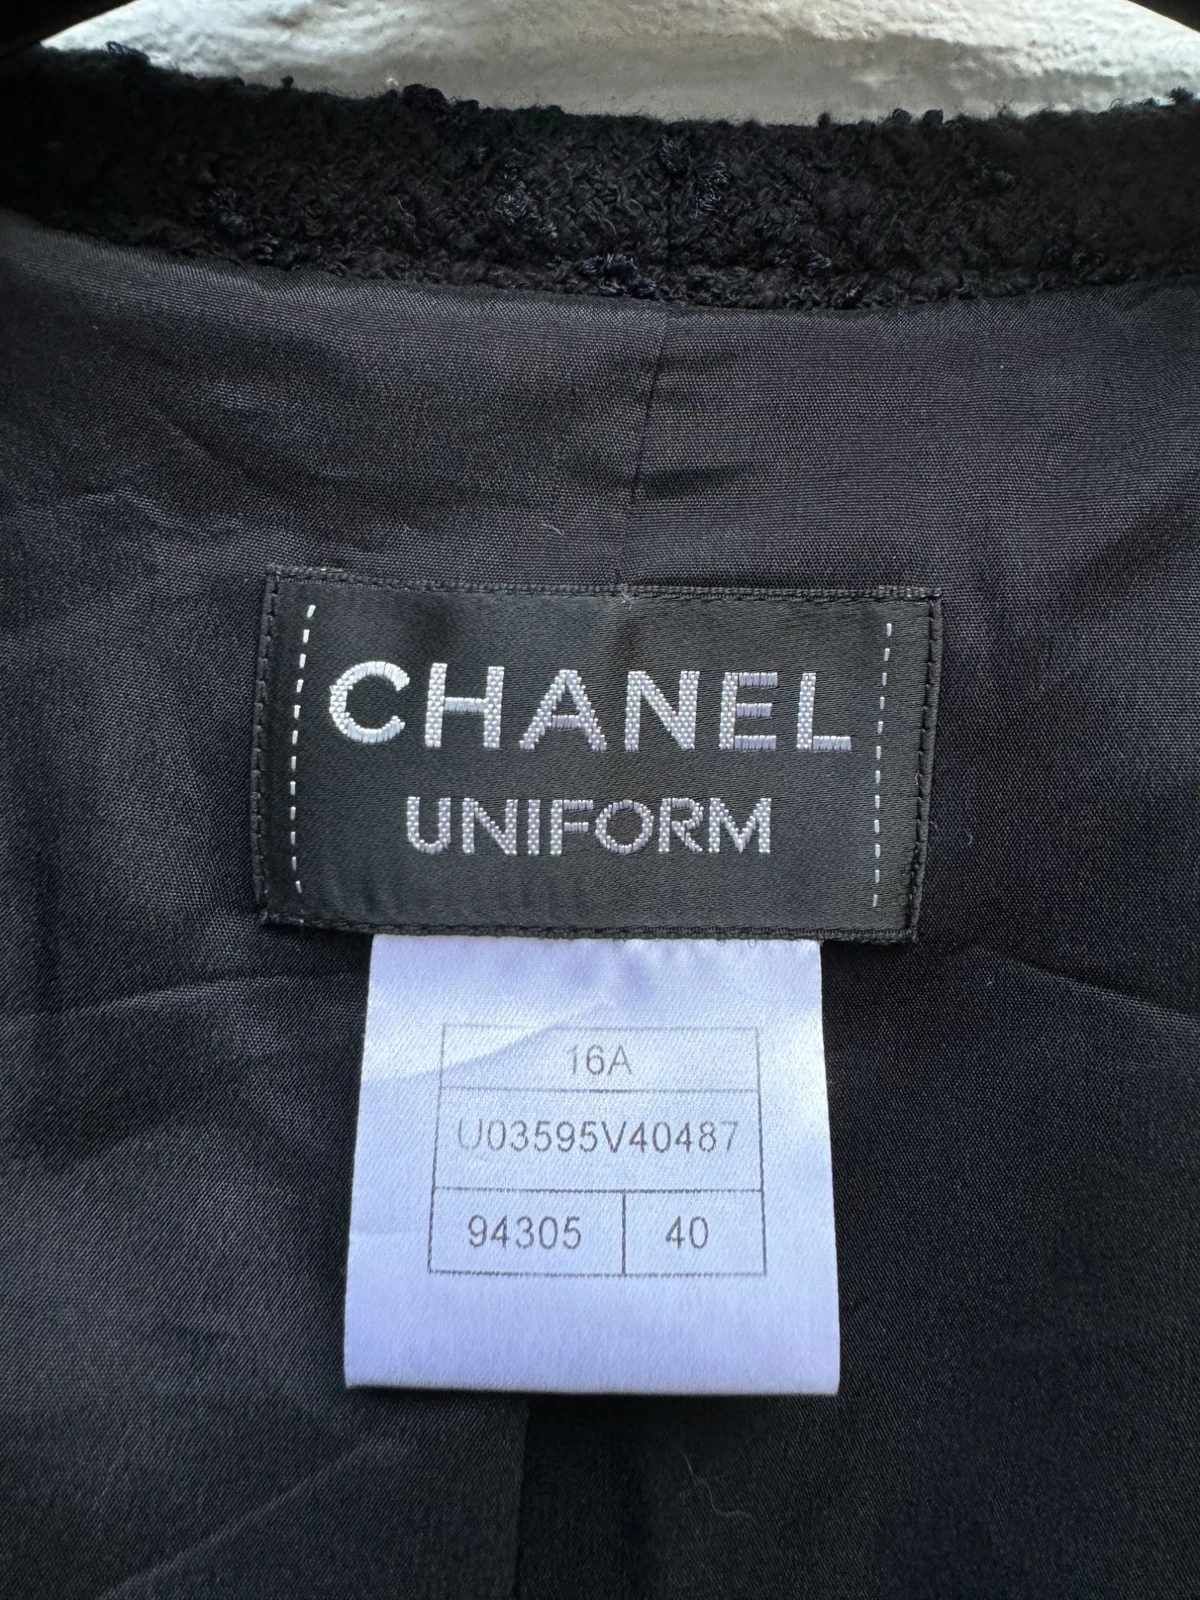 CHANEL
UNIFORM
16A
U03595V40487
94305 40